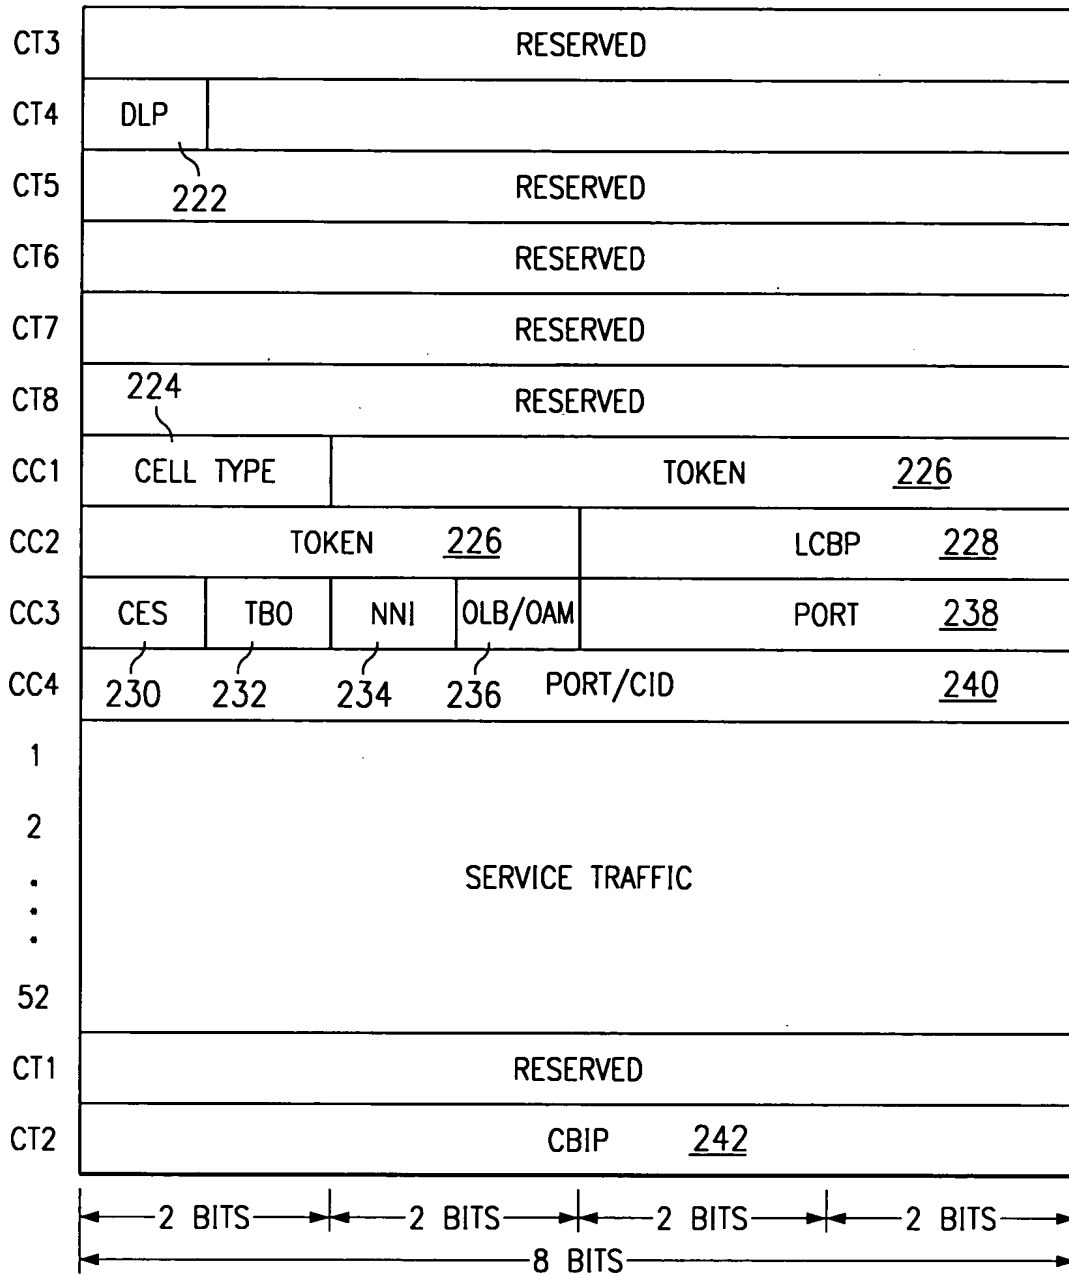 CT3 RESERVED
CT4 DLP
222
CT5 RESERVED
CT6 RESERVED
CT7 RESERVED
224
CT8 RESERVED
CC1 CELL TYPE TOKEN 226
CC2 TOKEN 226 LCBP 228
CC3 CES TBO NNI OLB/OAM PORT 238
230 232 234 236
CC4 PORT/CID 240
1
2
.
.
.
52
SERVICE TRAFFIC
CT1 RESERVED
CT2 CBIP 242
2 BITS 2 BITS 2 BITS 2 BITS
8 BITS